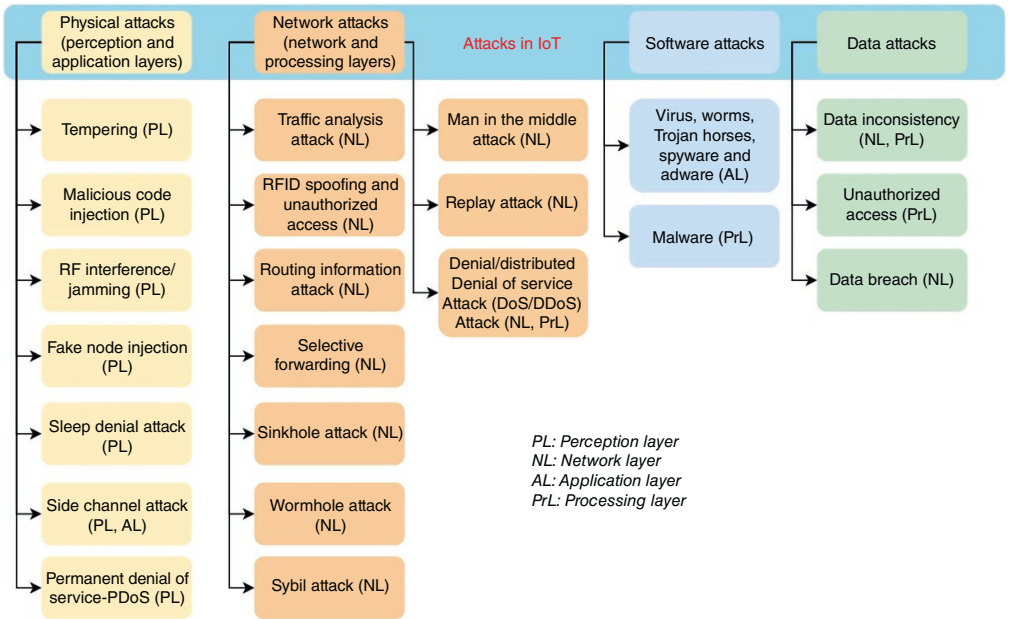 Physical attacks
(perception and
application layers)
Network attacks
(network and
processing layers)
Attacks in IoT
Software attacks
Data attacks
Tempering (PL)
Malicious code
injection (PL)
RF interference/
jamming (PL)
Fake node injection
(PL)
Sleep denial attack
(PL)
Side channel attack
(PL, AL)
Permanent denial of
service-PDoS (PL)
Traffic analysis
attack (NL)
RFID spoofing and
unauthorized
access (NL)
Routing information
attack (NL)
Selective
forwarding (NL)
Sinkhole attack (NL)
Wormhole attack
(NL)
Sybil attack (NL)
Man in the middle
attack (NL)
Replay attack (NL)
Denial/distributed
Denial of service
Attack (DoS/DDoS)
Attack (NL, PrL)
Virus, worms,
Trojan horses,
spyware and
adware (AL)
Malware (PrL)
Data inconsistency
(NL, PrL)
Unauthorized
access (PrL)
Data breach (NL)
PL: Perception layer
NL: Network layer
AL: Application layer
PrL: Processing layer